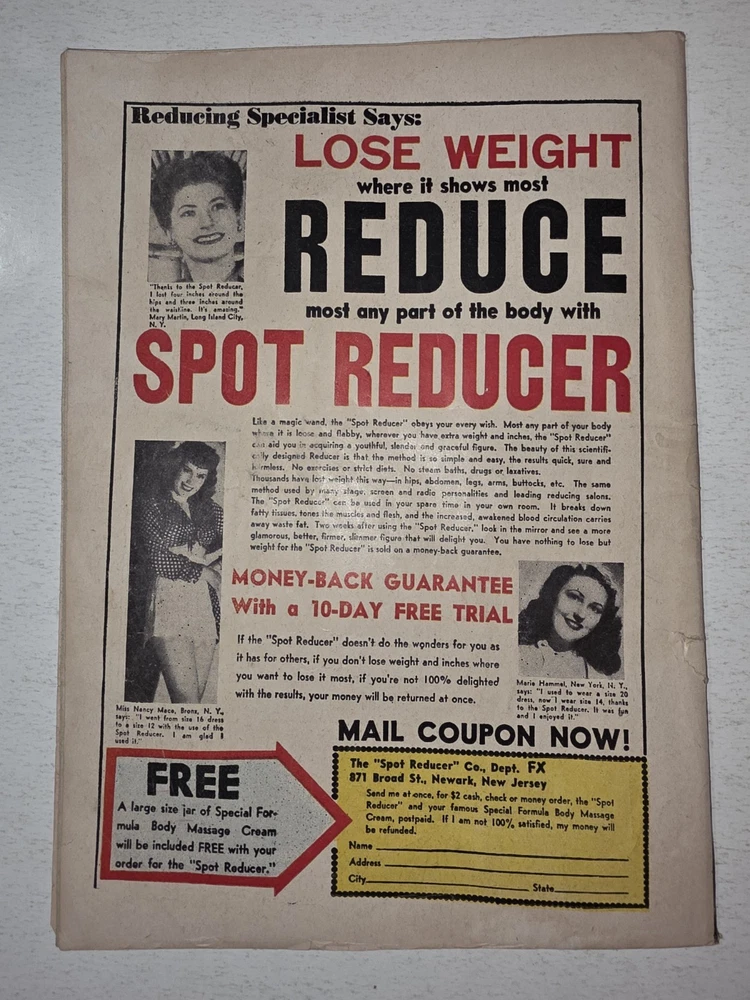 Reducing Specialist Says:
LOSE WEIGHT
where it shows most
REDUCE
most any part of the body with
SPOT REDUCER
"Thanks to the Spot Reducer,
I lost four inches around the
hips and three inches around
the waistline. It's amazing."
Mary Martin, Long Island City,
N. Y.
Like a magic wand, the "Spot Reducer" obeys your every wish. Most any part of your body
where it is loose and flabby, wherever you have extra weight and inches, the "Spot Reducer"
can aid you in acquiring a youthful, slender and graceful figure. The beauty of this scientifi-
cally designed Reducer is that the method is so simple and easy, the results quick, sure and
harmless. No exercises or strict diets. No steam baths, drugs or laxatives.
Thousands have lost weight this way—in hips, abdomen, legs, arms, buttocks, etc. The same
method used by many stage, screen and radio personalities and leading reducing salons.
The "Spot Reducer" can be used in your spare time in your own room. It breaks down
fatty tissues, tones the muscles and flesh, and the increased, awakened blood circulation carries
away waste fat. Two weeks after using the "Spot Reducer," look in the mirror and see a more
glamorous, better, firmer, slimmer figure that will delight you. You have nothing to lose but
weight for the "Spot Reducer" is sold on a money-back guarantee.
MONEY-BACK GUARANTEE
With a 10-DAY FREE TRIAL
If the "Spot Reducer" doesn't do the wonders for you as
it has for others, if you don't lose weight and inches where
you want to lose it most, if you're not 100% delighted
with the results, your money will be returned at once.
Miss Nancy Mace, Bronx, N. Y.,
says: "I went from size 16 dress
to a size 12 with the use of the
Spot Reducer. I am glad I
used it."
Marie Hammel, New York, N. Y.,
says: "I used to wear a size 20
dress, now I wear size 14, thanks
to the Spot Reducer. It was fun
and I enjoyed it."
MAIL COUPON NOW!
FREE
A large size jar of Special For-
mula Body Massage Cream
will be included FREE with your
order for the "Spot Reducer."
The "Spot Reducer" Co., Dept. FX
871 Broad St., Newark, New Jersey
Send me at once, for $2 cash, check or money order, the "Spot
Reducer" and your famous Special Formula Body Massage
Cream, postpaid. If I am not 100% satisfied, my money will
be refunded.
Name
Address
City State